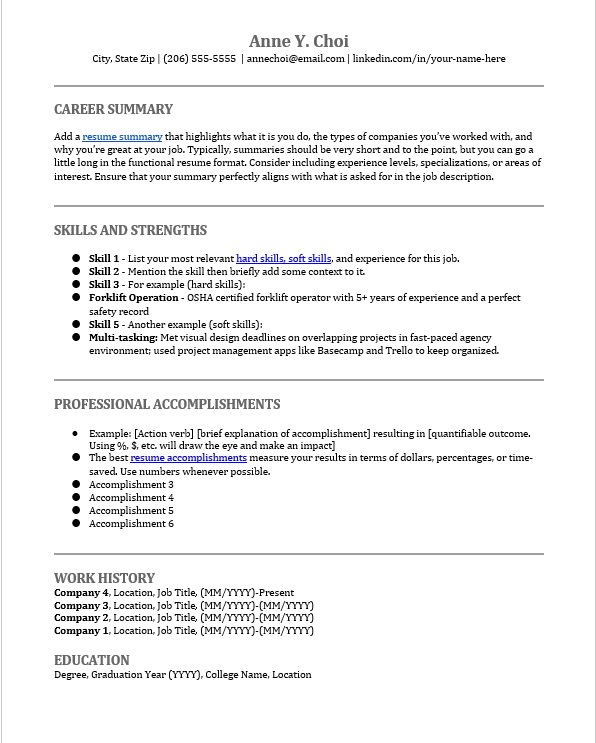 Anne Y. Choi
City, State Zip | (206) 555-5555 | annechoi@email.com | linkedin.com/in/your-name-here
CAREER SUMMARY
Add a resume summary that highlights what it is you do, the types of companies you've worked with, and
why you're great at your job. Typically, summaries should be very short and to the point, but you can go a
little long in the functional resume format. Consider including experience levels, specializations, or areas of
interest. Ensure that your summary perfectly aligns with what is asked for in the job description.
SKILLS AND STRENGTHS
● Skill 1 - List your most relevant hard skills, soft skills, and experience for this job.
● Skill 2 - Mention the skill then briefly add some context to it.
● Skill 3 - For example (hard skills):
● Forklift Operation - OSHA certified forklift operator with 5+ years of experience and a perfect
safety record
● Skill 5 - Another example (soft skills):
● Multi-tasking: Met visual design deadlines on overlapping projects in fast-paced agency
environment; used project management apps like Basecamp and Trello to keep organized.
PROFESSIONAL ACCOMPLISHMENTS
● Example: [Action verb] [brief explanation of accomplishment] resulting in [quantifiable outcome.
Using %, $, etc. will draw the eye and make an impact]
● The best resume accomplishments measure your results in terms of dollars, percentages, or time-
saved. Use numbers whenever possible.
● Accomplishment 3
● Accomplishment 4
● Accomplishment 5
● Accomplishment 6
WORK HISTORY
Company 4, Location, Job Title, (MM/YYYY)-Present
Company 3, Location, Job Title, (MM/YYYY)-(MM/YYYY)
Company 2, Location, Job Title, (MM/YYYY)-(MM/YYYY)
Company 1, Location, Job Title, (MM/YYYY)-(MM/YYYY)
EDUCATION
Degree, Graduation Year (YYYY), College Name, Location